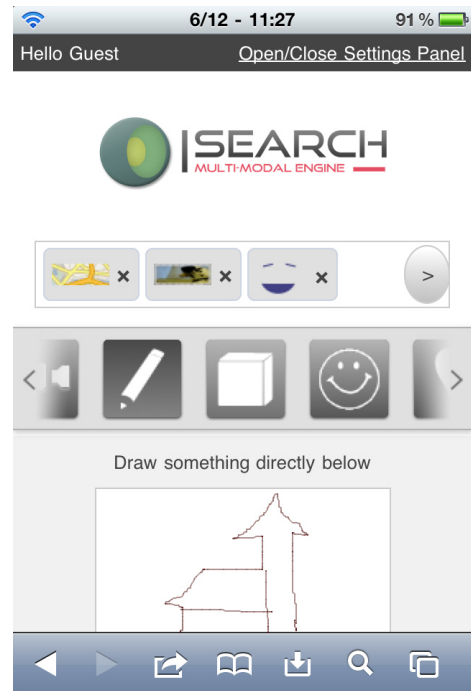 6/12 - 11:27 91 %
Hello Guest Open/Close Settings Panel
|SEARCH
MULTI-MODAL ENGINE
× × × >
< >
Draw something directly below